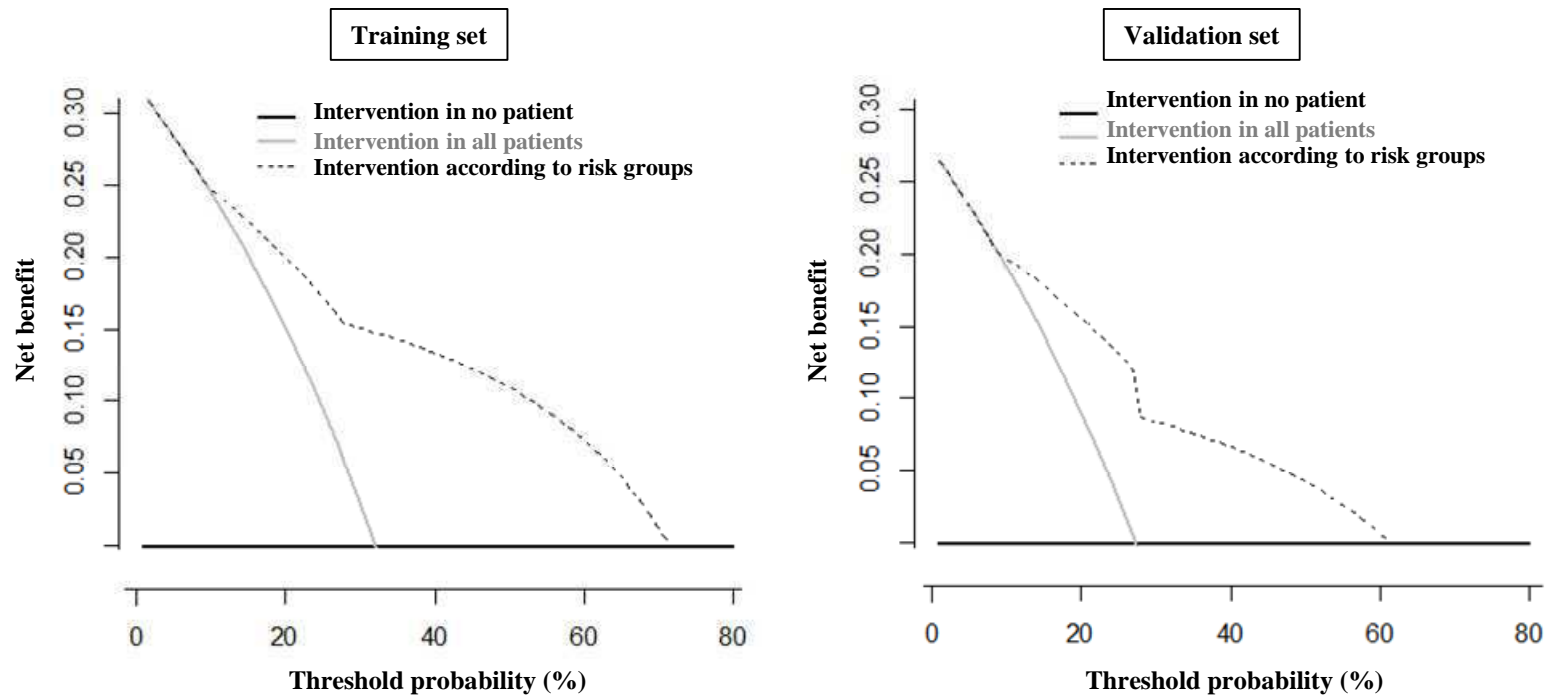 Training set
Intervention in no patient
Intervention in all patients
Intervention according to risk groups
Net benefit
0.30
0.25
0.20
0.15
0.10
0.05
0
20
40
60
80
Threshold probability (%)
Validation set
Intervention in no patient
Intervention in all patients
Intervention according to risk groups
Net benefit
0.30
0.25
0.20
0.15
0.10
0.05
0
20
40
60
80
Threshold probability (%)